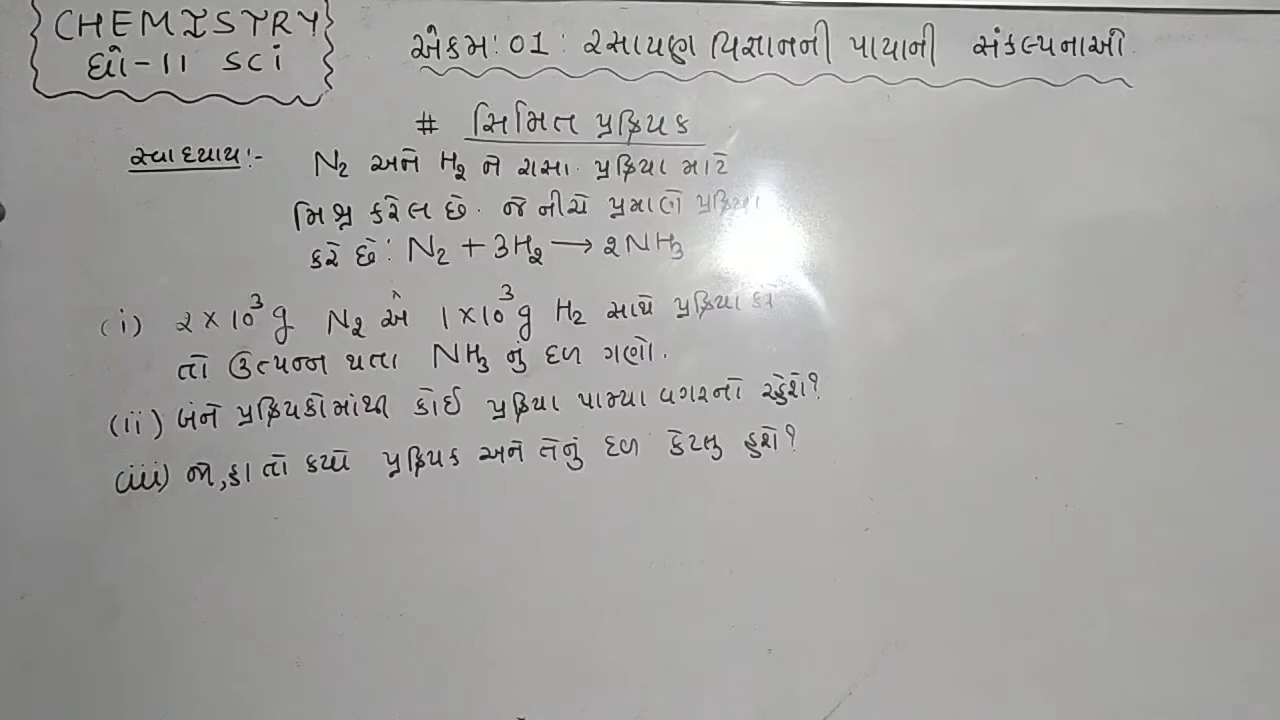 CHEMISTRY
ધો-11 sci
એકમ: 01: રસાયણ વિજ્ઞાનની પાયાની સંકલ્પનાઓ.
# સિમિત પ્રક્રિયક
સ્વાધ્યાય:- N₂ અને H₂ ને રાસા. પ્રક્રિયા માટે
મિશ્ર કરેલ છે. જે નીચે પ્રમાણે પ્રક્રિયા
કરે છે: N₂ + 3H₂ → 2NH₃
(i) 2×10³ g N₂ એ 1×10³ g H₂ સાથે પ્રક્રિયા કરે
તો ઉત્પન્ન થતા NH₃ નું દળ ગણો.
(ii) બંને પ્રક્રિયકોમાંથી કોઈ પ્રક્રિયા પામ્યા વગરનો રહેશે?
(iii) જો, હા તો કયો પ્રક્રિયક અને તેનું દળ કેટલુ હશે?